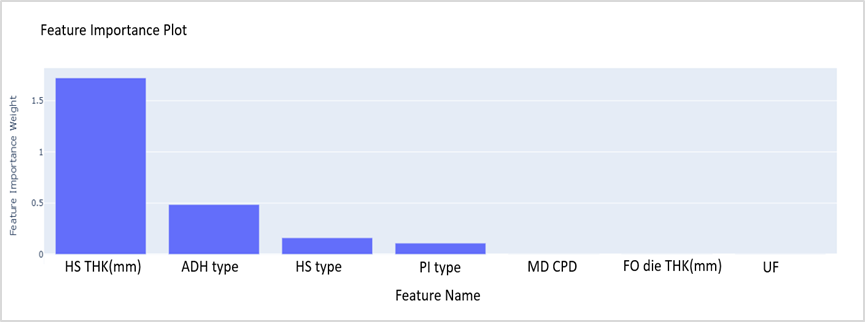 Feature Importance Plot
Feature Importance Weight
1.5
1
0.5
0
HS THK(mm) ADH type HS type PI type MD CPD FO die THK(mm) UF
Feature Name